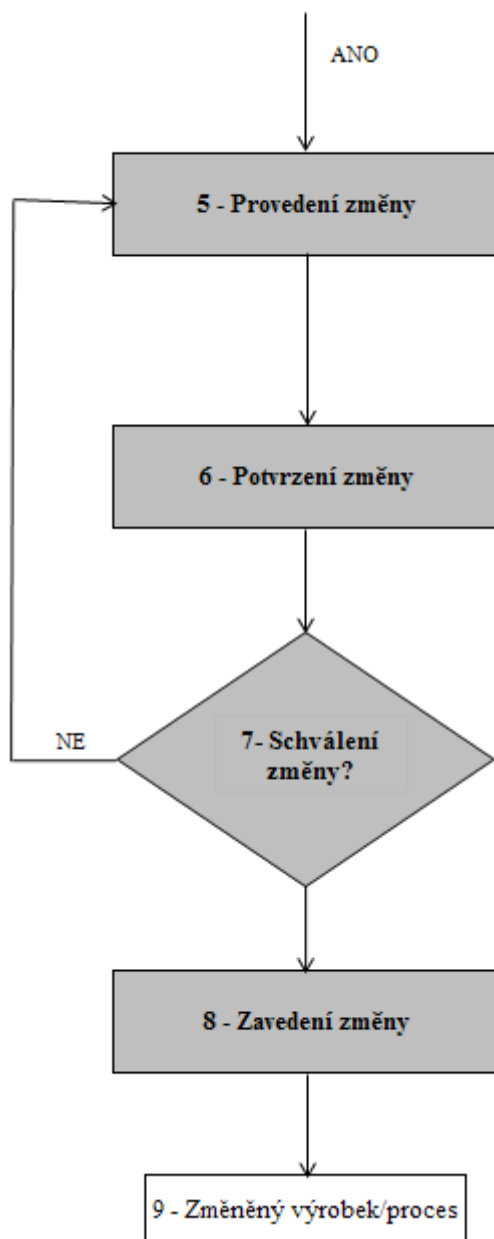 ANO
5 - Provedení změny
6 - Potvrzení změny
7- Schválení
změny?
NE
8 - Zavedení změny
9 - Změněný výrobek/proces